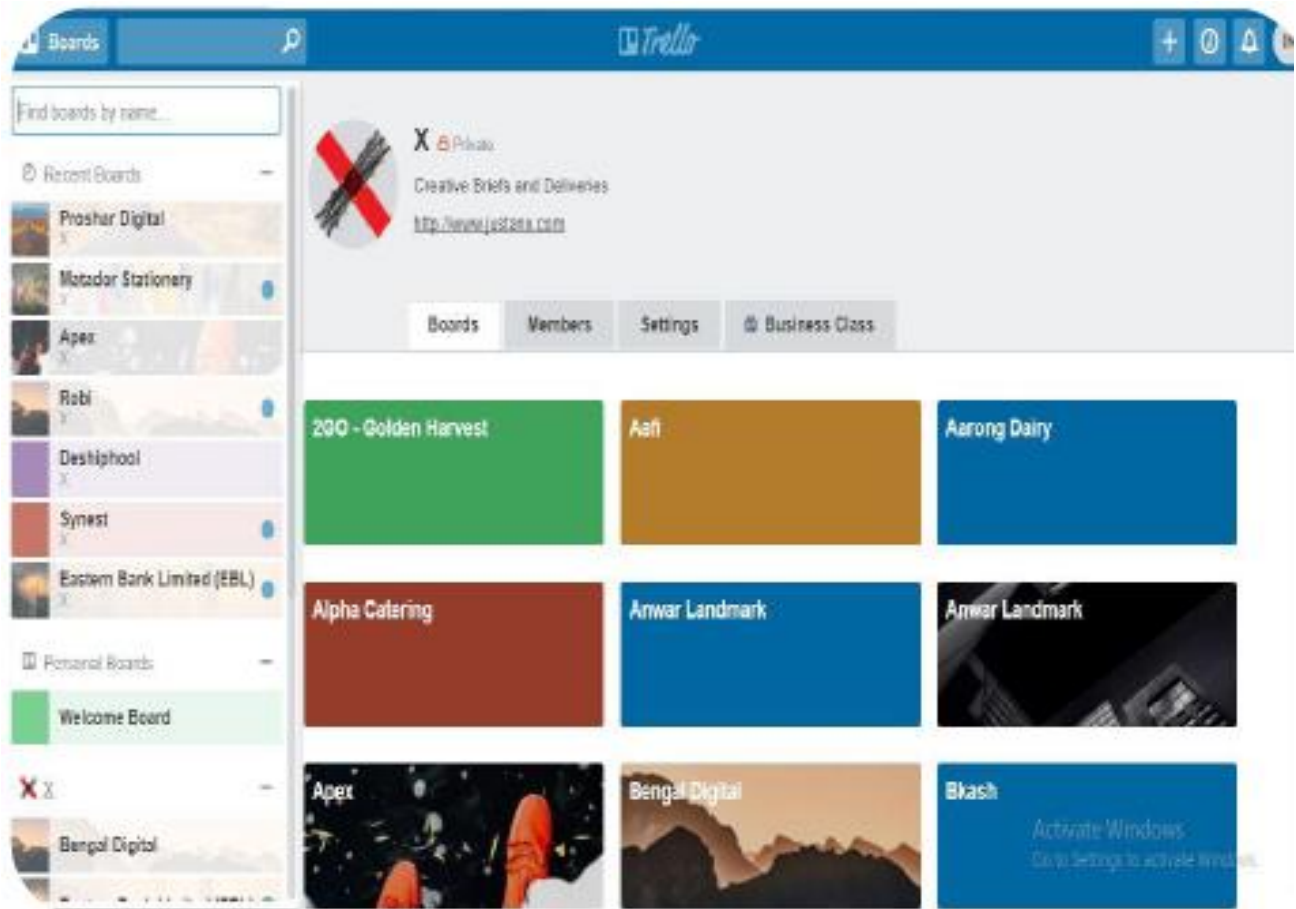 Boards
Trello
Find boards by name...
Recent Boards
Proshar Digital
X
Matador Stationery
X
Apex
X
Robi
X
Deshiphool
X
Synest
X
Eastern Bank Limited (EBL)
X
Personal Boards
Welcome Board
X
Bengal Digital
X Private
Creative Briefs and Deliveries
http://www.justanx.com
Boards Members Settings Business Class
2GO - Golden Harvest
Aafi
Aarong Dairy
Alpha Catering
Anwar Landmark
Anwar Landmark
Apex
Bengal Digital
Bkash
Activate Windows
Go to Settings to activate Windows.